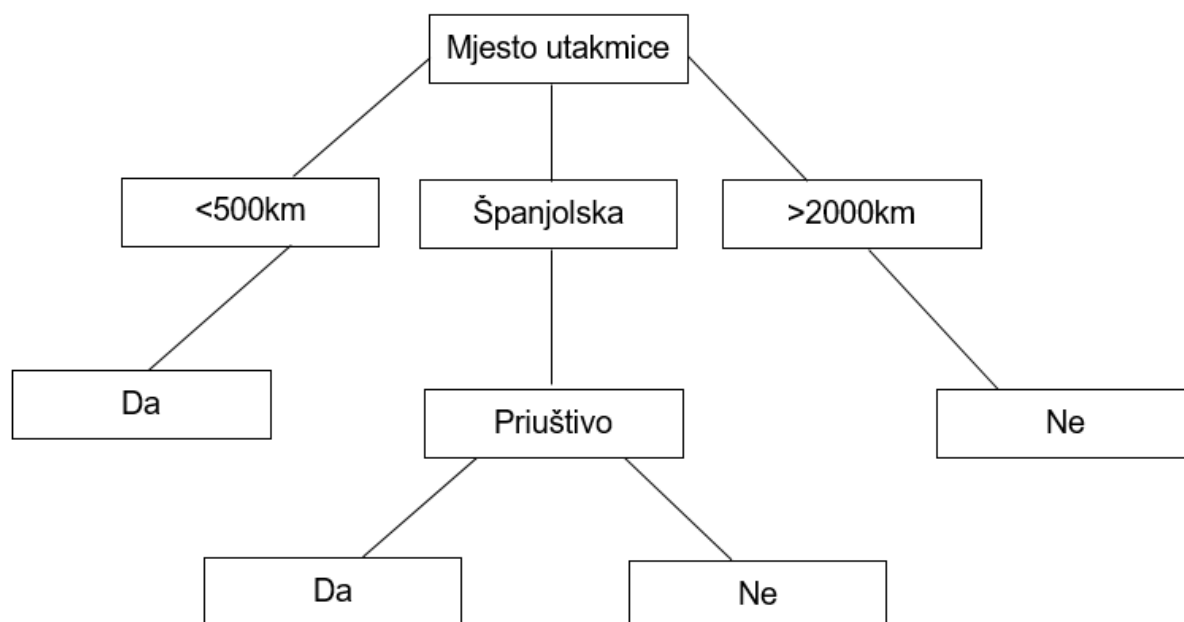 Mjesto utakmice
<500km
Španjolska
>2000km
Da
Priuštivo
Ne
Da
Ne